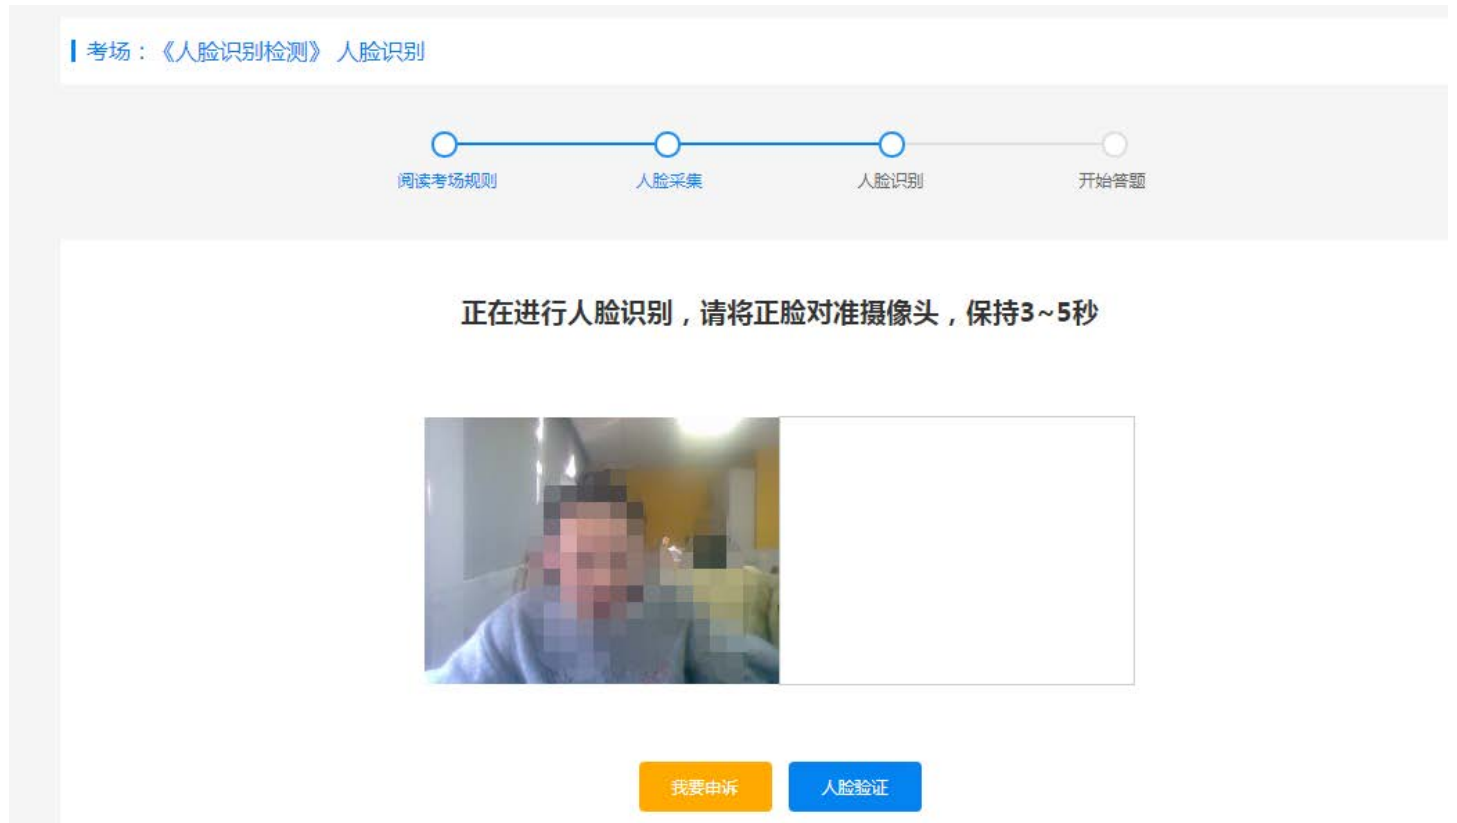 考场：《人脸识别检测》 人脸识别
阅读考场规则 人脸采集 人脸识别 开始答题
正在进行人脸识别，请将正脸对准摄像头，保持3~5秒
我要申诉 人脸验证